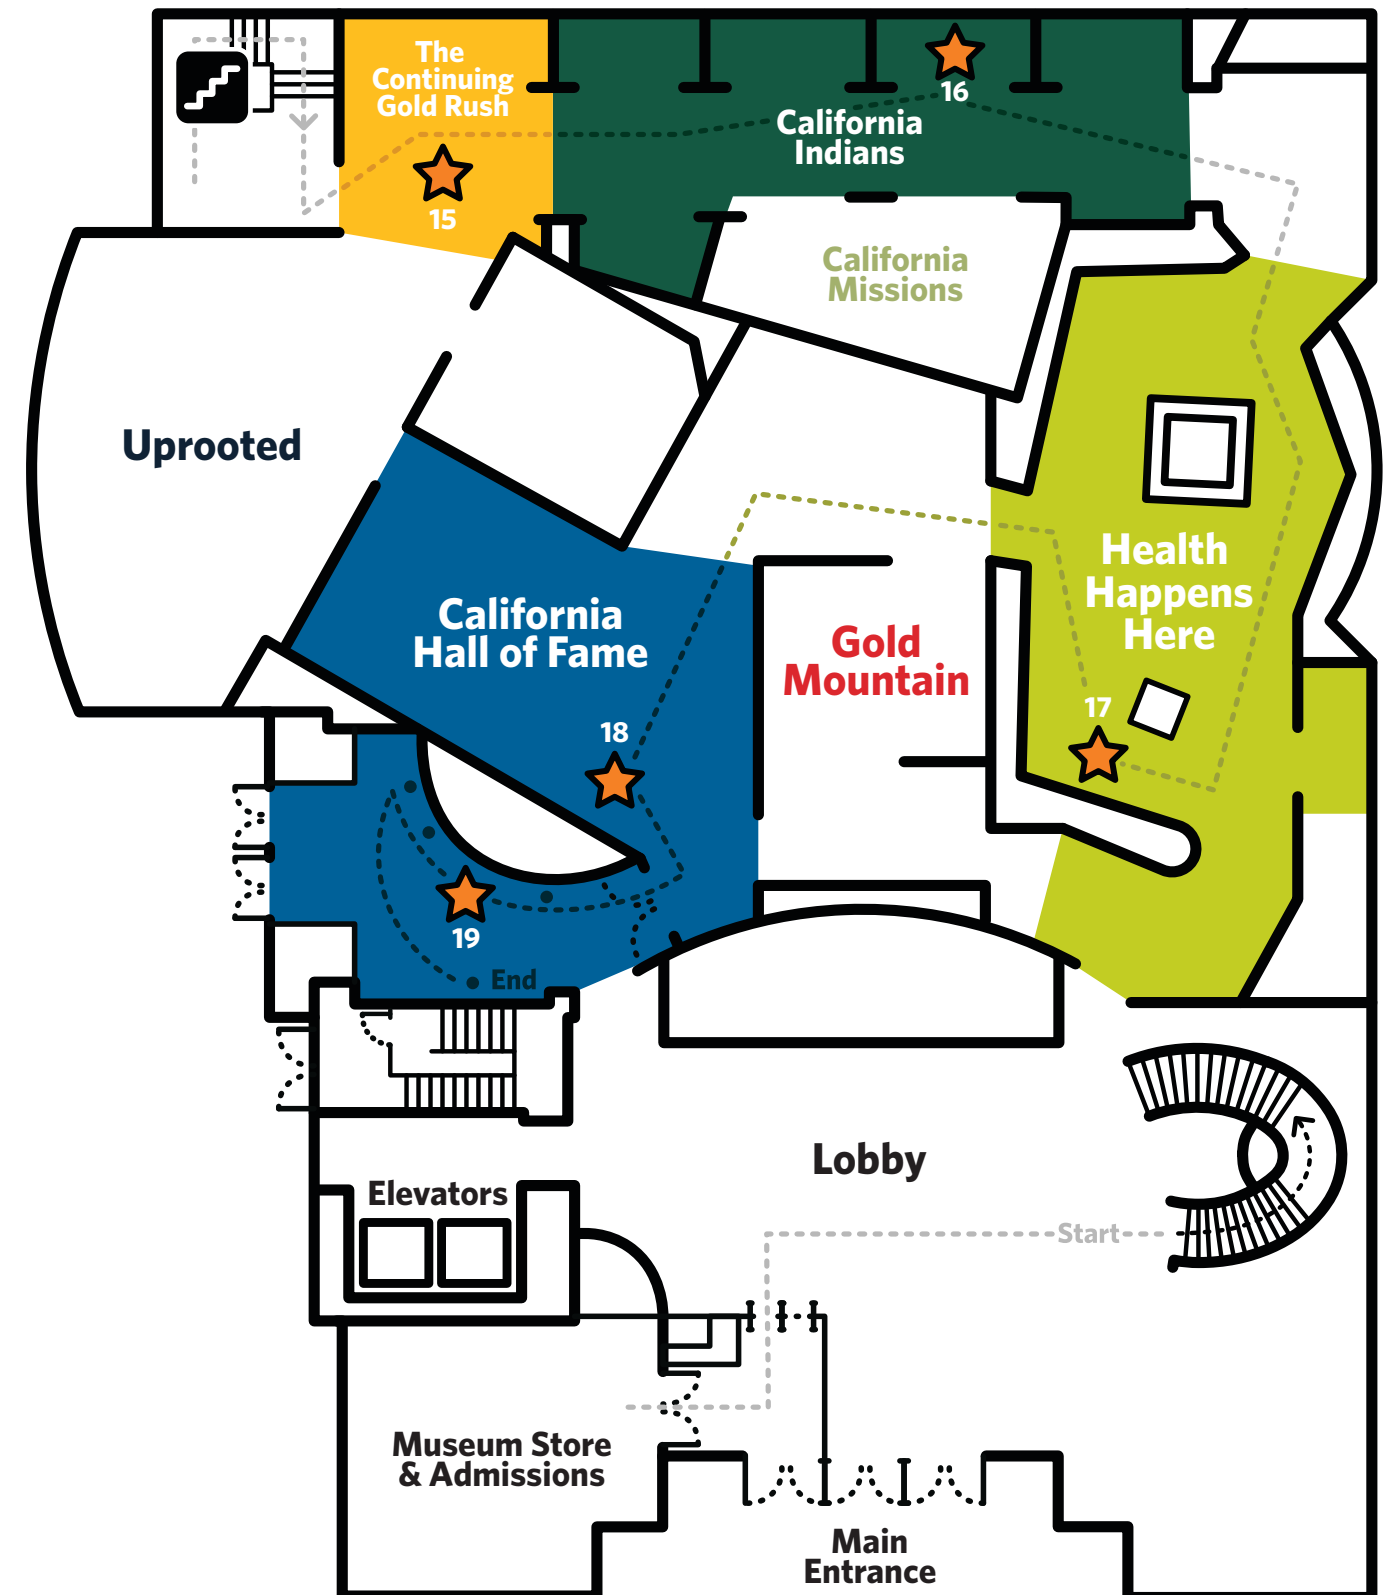 The
Continuing
Gold Rush
15
16
California
Indians
California
Missions
Uprooted
California
Hall of Fame
18
Gold
Mountain
Health
Happens
Here
17
19
End
Lobby
Elevators
Start
Museum Store
& Admissions
Main
Entrance